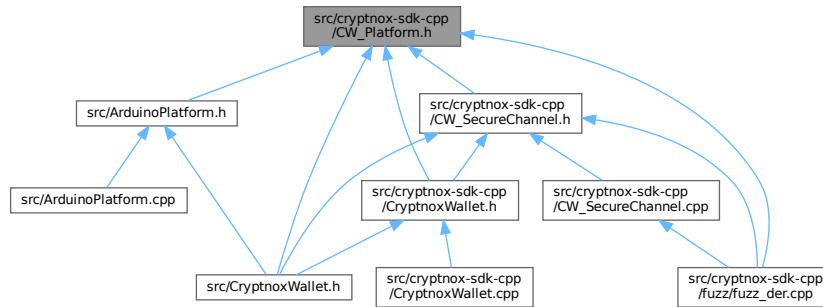 src/cryptnox-sdk-cpp
/CW_Platform.h
src/ArduinoPlatform.h
src/cryptnox-sdk-cpp
/CW_SecureChannel.h
src/ArduinoPlatform.cpp
src/cryptnox-sdk-cpp
/CryptnoxWallet.h
src/cryptnox-sdk-cpp
/CW_SecureChannel.cpp
src/CryptnoxWallet.h
src/cryptnox-sdk-cpp
/CryptnoxWallet.cpp
src/cryptnox-sdk-cpp
/fuzz/fuzz_der.cpp